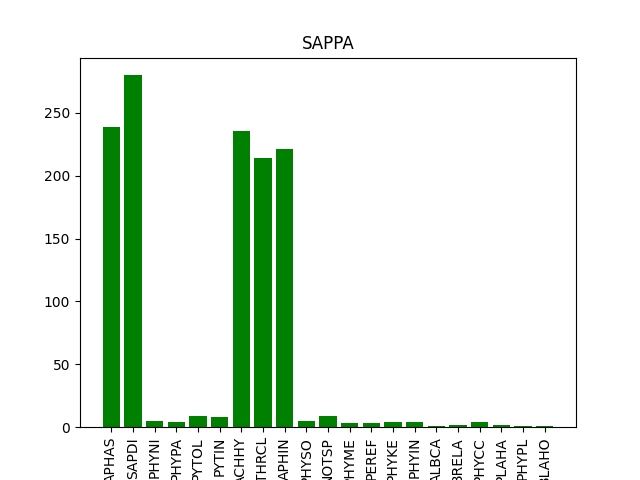 SAPPA
250
200
150
100
50
0
APHAS
SAPDI
PHYNI
PHYPA
PYTOL
PYTIN
ACHHY
THRCL
APHIN
PHYSO
NOTSP
PHYME
PEREF
PHYKE
PHYIN
ALBCA
BRELA
PHYCC
PLAHA
PHYPL
BLAHO